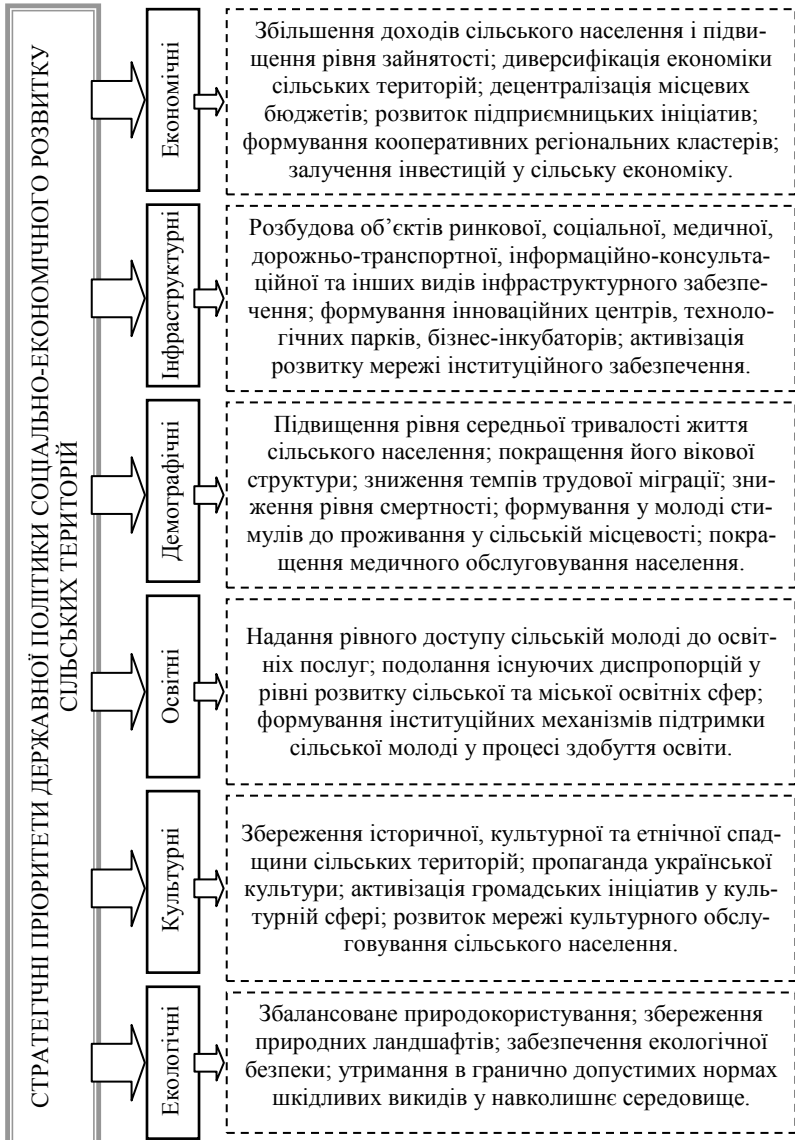 СТРАТЕГІЧНІ ПРІОРИТЕТИ ДЕРЖАВНОЇ ПОЛІТИКИ СОЦІАЛЬНО-ЕКОНОМІЧНОГО РОЗВИТКУ
СІЛЬСЬКИХ ТЕРИТОРІЙ
Економічні
Збільшення доходів сільського населення і підви-
щення рівня зайнятості; диверсифікація економіки
сільських територій; децентралізація місцевих
бюджетів; розвиток підприємницьких ініціатив;
формування кооперативних регіональних кластерів;
залучення інвестицій у сільську економіку.
Інфраструктурні
Розбудова об’єктів ринкової, соціальної, медичної,
дорожньо-транспортної, інформаційно-консульта-
ційної та інших видів інфраструктурного забезпе-
чення; формування інноваційних центрів, техноло-
гічних парків, бізнес-інкубаторів; активізація
розвитку мережі інституційного забезпечення.
Демографічні
Підвищення рівня середньої тривалості життя
сільського населення; покращення його вікової
структури; зниження темпів трудової міграції; зни-
ження рівня смертності; формування у молоді сти-
мулів до проживання у сільській місцевості; покра-
щення медичного обслуговування населення.
Освітні
Надання рівного доступу сільській молоді до освіт-
ніх послуг; подолання існуючих диспропорцій у
рівні розвитку сільської та міської освітніх сфер;
формування інституційних механізмів підтримки
сільської молоді у процесі здобуття освіти.
Культурні
Збереження історичної, культурної та етнічної спад-
щини сільських територій; пропаганда української
культури; активізація громадських ініціатив у куль-
турній сфері; розвиток мережі культурного обслу-
говування сільського населення.
Екологічні
Збалансоване природокористування; збереження
природних ландшафтів; забезпечення екологічної
безпеки; утримання в гранично допустимих нормах
шкідливих викидів у навколишнє середовище.